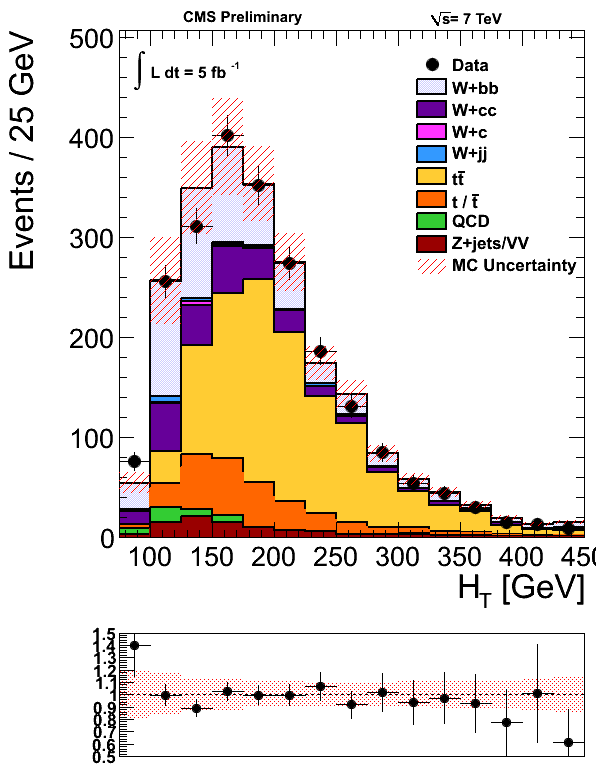 CMS Preliminary √s= 7 TeV
∫ L dt = 5 fb -1
Events / 25 GeV
500
400
300
200
100
0
Data
W+bb
W+cc
W+c
W+jj
tt̄
t / t̄
QCD
Z+jets/VV
MC Uncertainty
100 150 200 250 300 350 400 450
H_T [GeV]
1.5
1.4
1.3
1.2
1.1
1
0.9
0.8
0.7
0.6
0.5